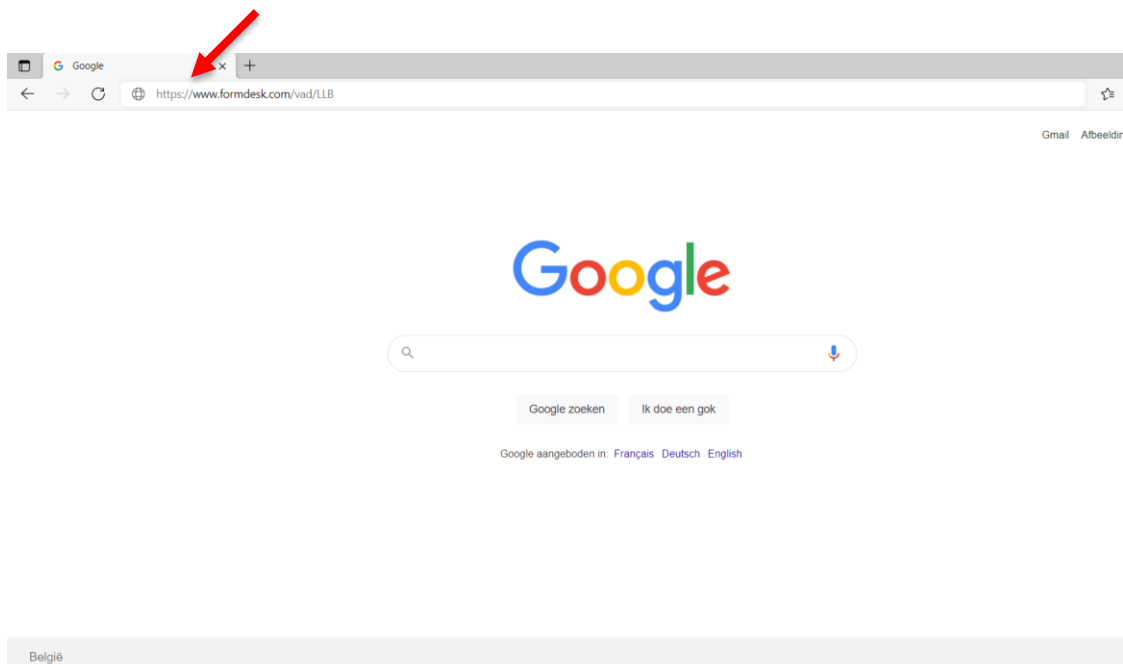 Google
https://www.formdesk.com/vad/LLB
Gmail Afbeeldin
Google
Google zoeken Ik doe een gok
Google aangeboden in: Français Deutsch English
België